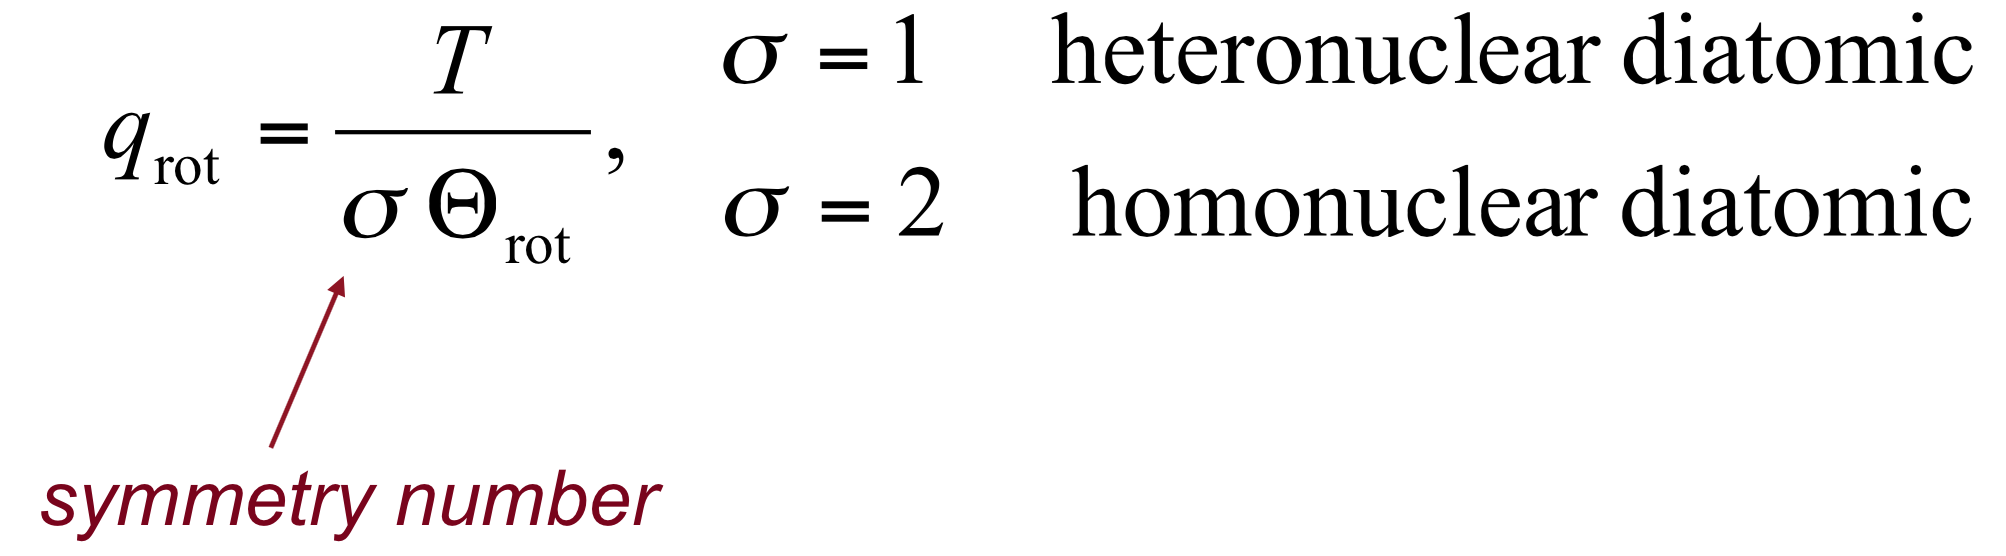 q_rot = T / (σ Θ_rot), σ = 1 heteronuclear diatomic
σ = 2 homonuclear diatomic
symmetry number